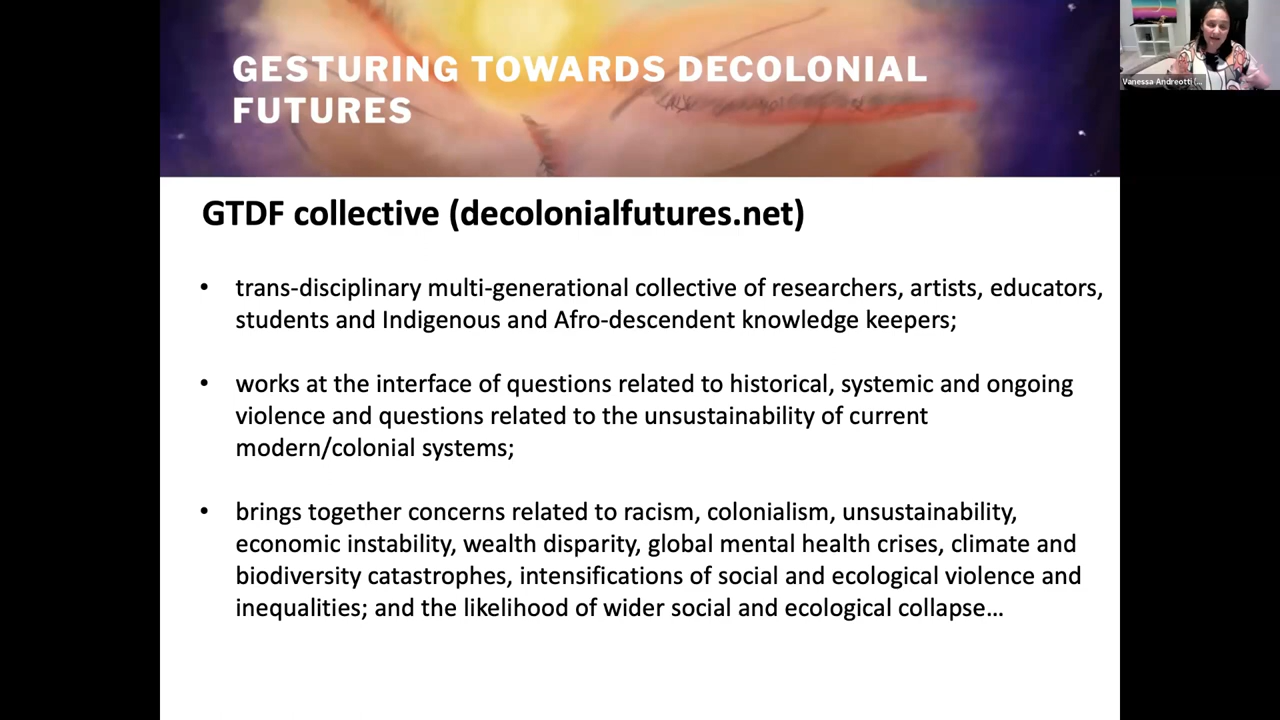 GESTURING TOWARDS DECOLONIAL
FUTURES
Vanessa Andreotti (...
GTDF collective (decolonialfutures.net)
• trans-disciplinary multi-generational collective of researchers, artists, educators,
students and Indigenous and Afro-descendent knowledge keepers;
• works at the interface of questions related to historical, systemic and ongoing
violence and questions related to the unsustainability of current
modern/colonial systems;
• brings together concerns related to racism, colonialism, unsustainability,
economic instability, wealth disparity, global mental health crises, climate and
biodiversity catastrophes, intensifications of social and ecological violence and
inequalities; and the likelihood of wider social and ecological collapse…